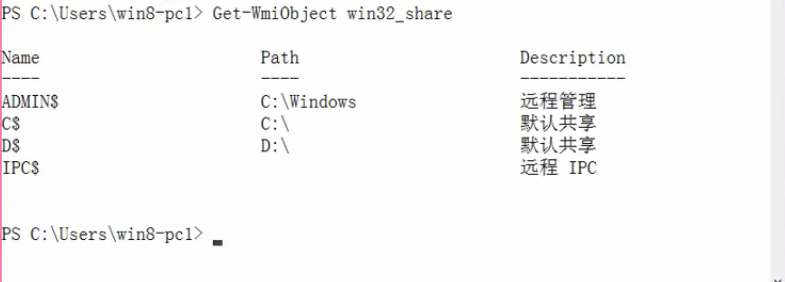 PS C:\Users\win8-pc1> Get-WmiObject win32_share
Name Path Description
---- ---- -----------
ADMIN$ C:\Windows 远程管理
C$ C:\ 默认共享
D$ D:\ 默认共享
IPC$ 远程 IPC
PS C:\Users\win8-pc1>